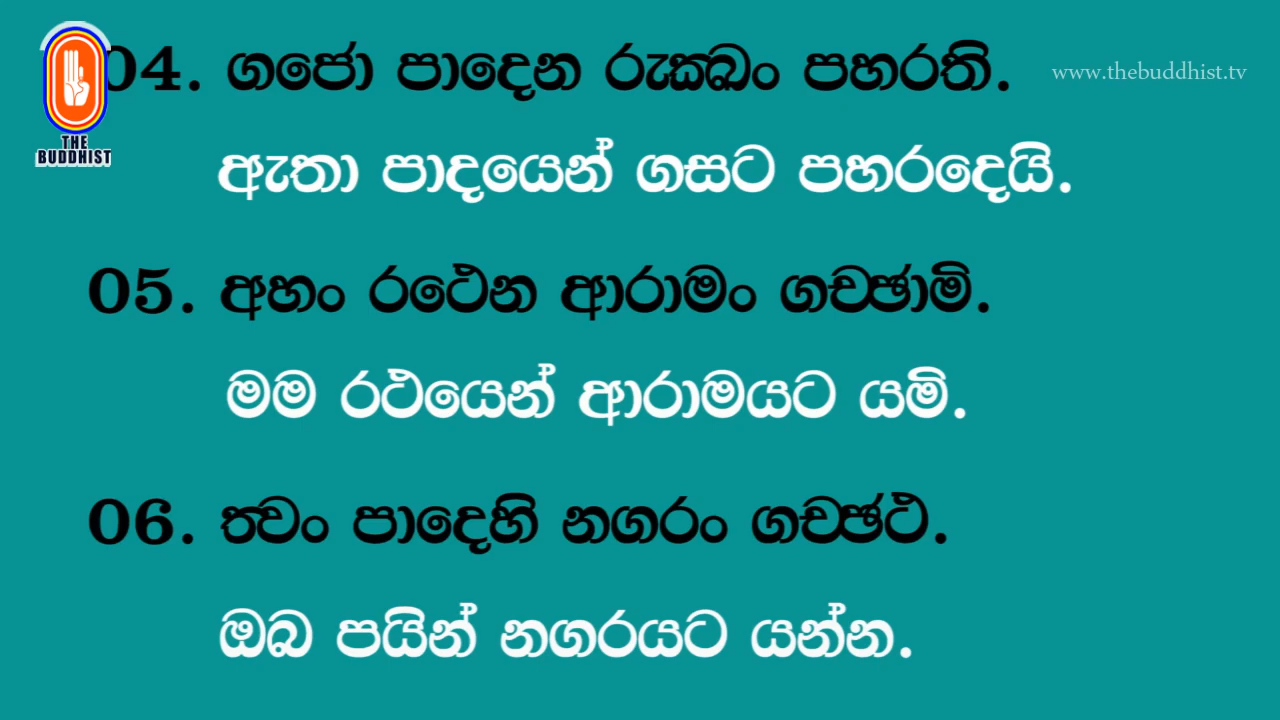 04. ගජො පාදෙන රුක්ඛං පහරති. www.thebuddhist.tv
ඇතා පාදයෙන් ගසට පහරදෙයි.
THE
BUDDHIST
05. අහං රථෙන ආරාමං ගච්ඡාමි.
මම රථයෙන් ආරාමයට යමි.
06. ත්වං පාදෙහි නගරං ගච්ඡථ.
ඔබ පයින් නගරයට යන්න.